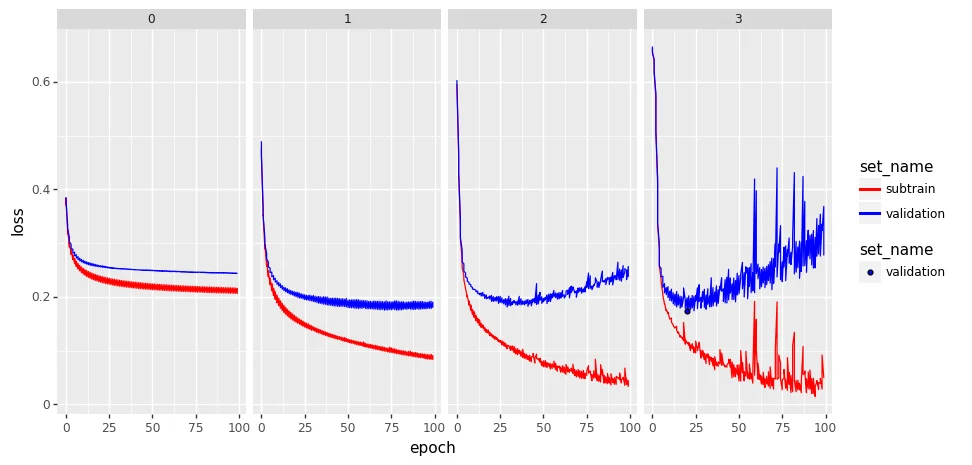 0 1 2 3
0.6
0.4
0.2
0
loss
0 25 50 75 100 0 25 50 75 100 0 25 50 75 100 0 25 50 75 100
epoch
set_name
subtrain
validation
set_name
validation